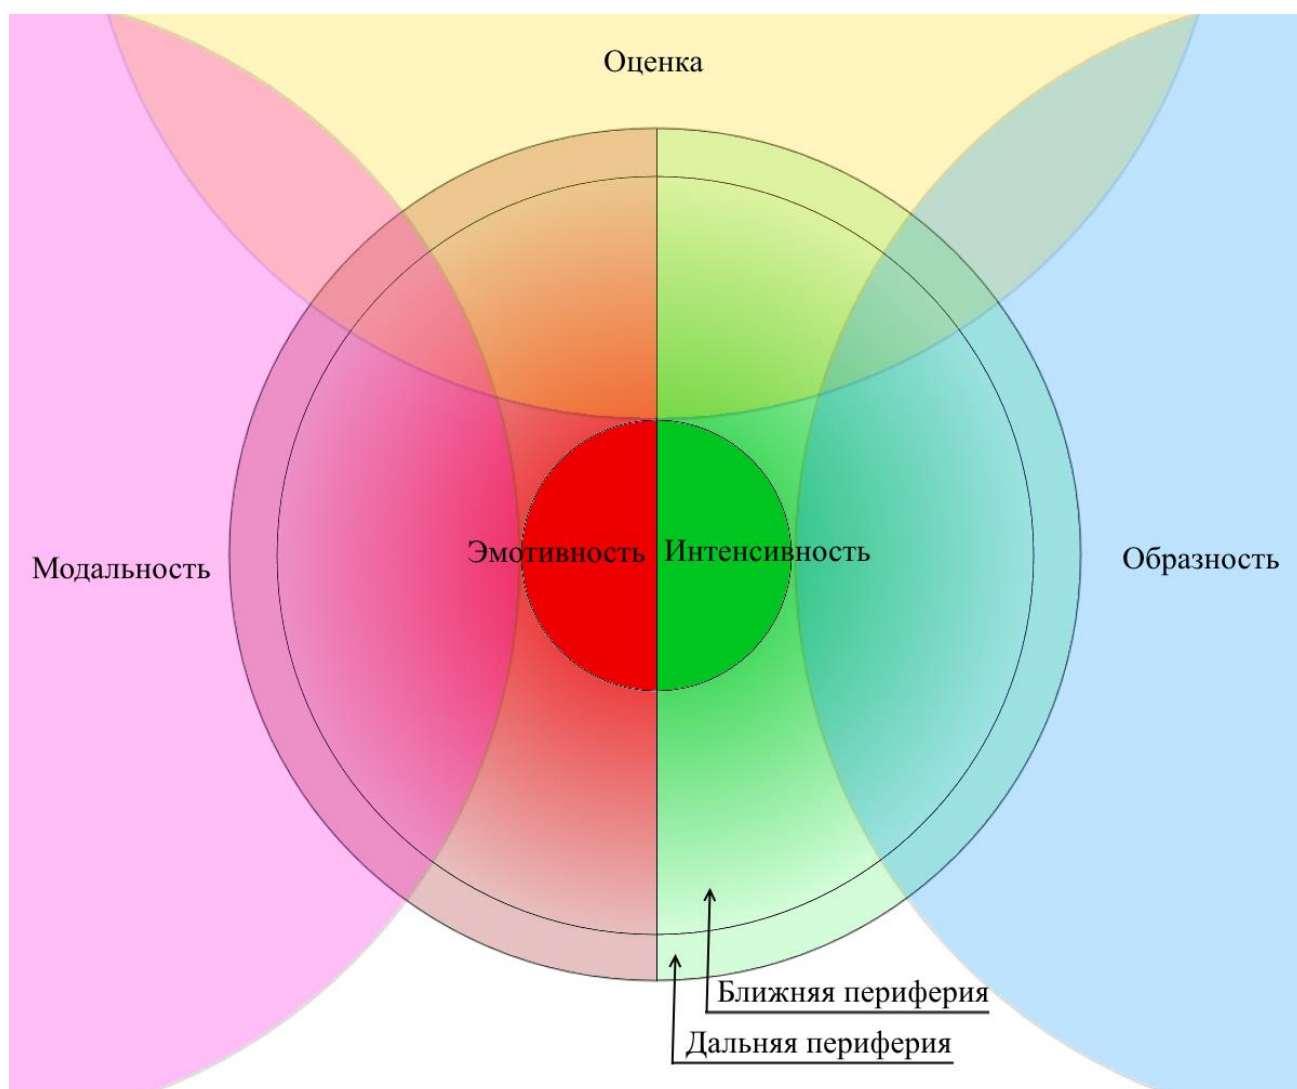 Оценка
Модальность
Эмотивность
Интенсивность
Образность
Ближняя периферия
Дальняя периферия